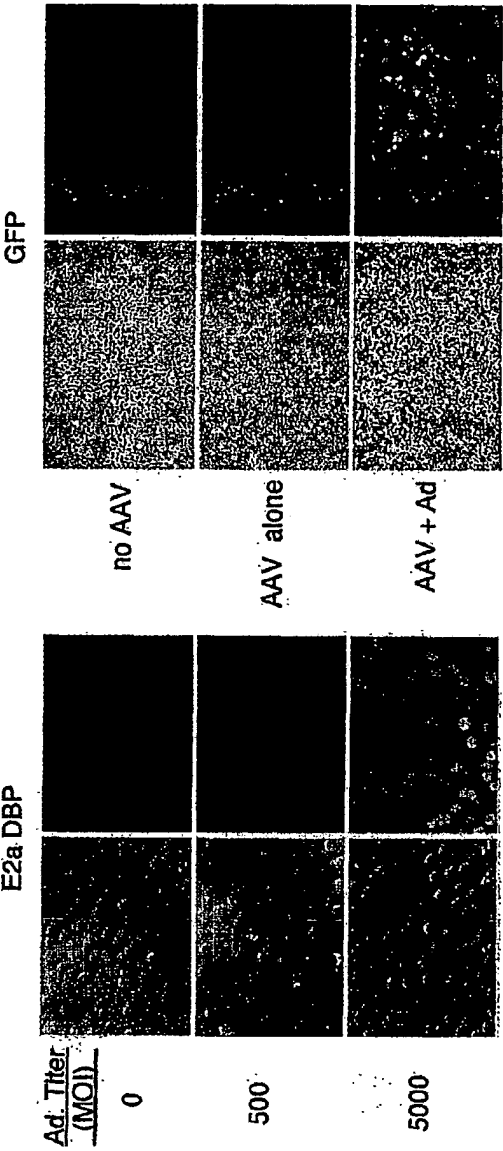 E2a DBP
GFP
Ad. Titer
(MOI)
0
500
5000
no AAV
AAV alone
AAV + Ad